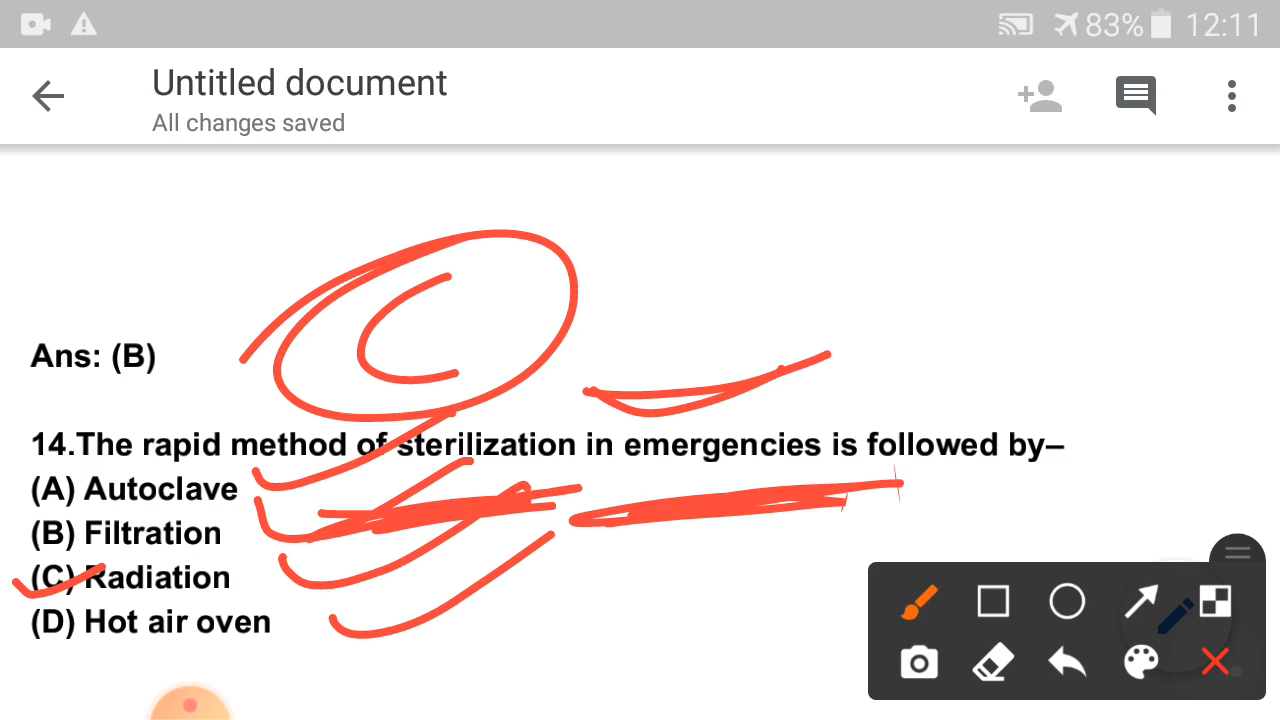 83% 12:11
Untitled document
All changes saved
C
Ans: (B)
14.The rapid method of sterilization in emergencies is followed by–
(A) Autoclave
(B) Filtration
(C) Radiation
(D) Hot air oven